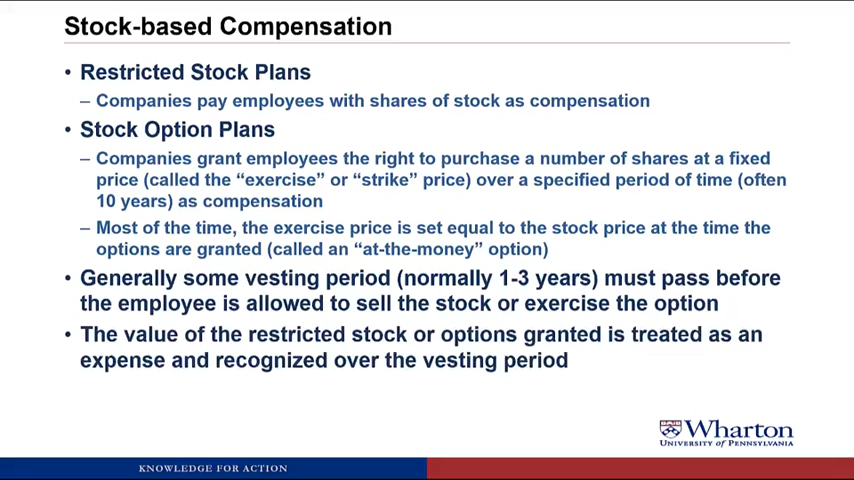 Stock-based Compensation
• Restricted Stock Plans
– Companies pay employees with shares of stock as compensation
• Stock Option Plans
– Companies grant employees the right to purchase a number of shares at a fixed
price (called the “exercise” or “strike” price) over a specified period of time (often
10 years) as compensation
– Most of the time, the exercise price is set equal to the stock price at the time the
options are granted (called an “at-the-money” option)
• Generally some vesting period (normally 1-3 years) must pass before
the employee is allowed to sell the stock or exercise the option
• The value of the restricted stock or options granted is treated as an
expense and recognized over the vesting period
Wharton
UNIVERSITY of PENNSYLVANIA
KNOWLEDGE FOR ACTION